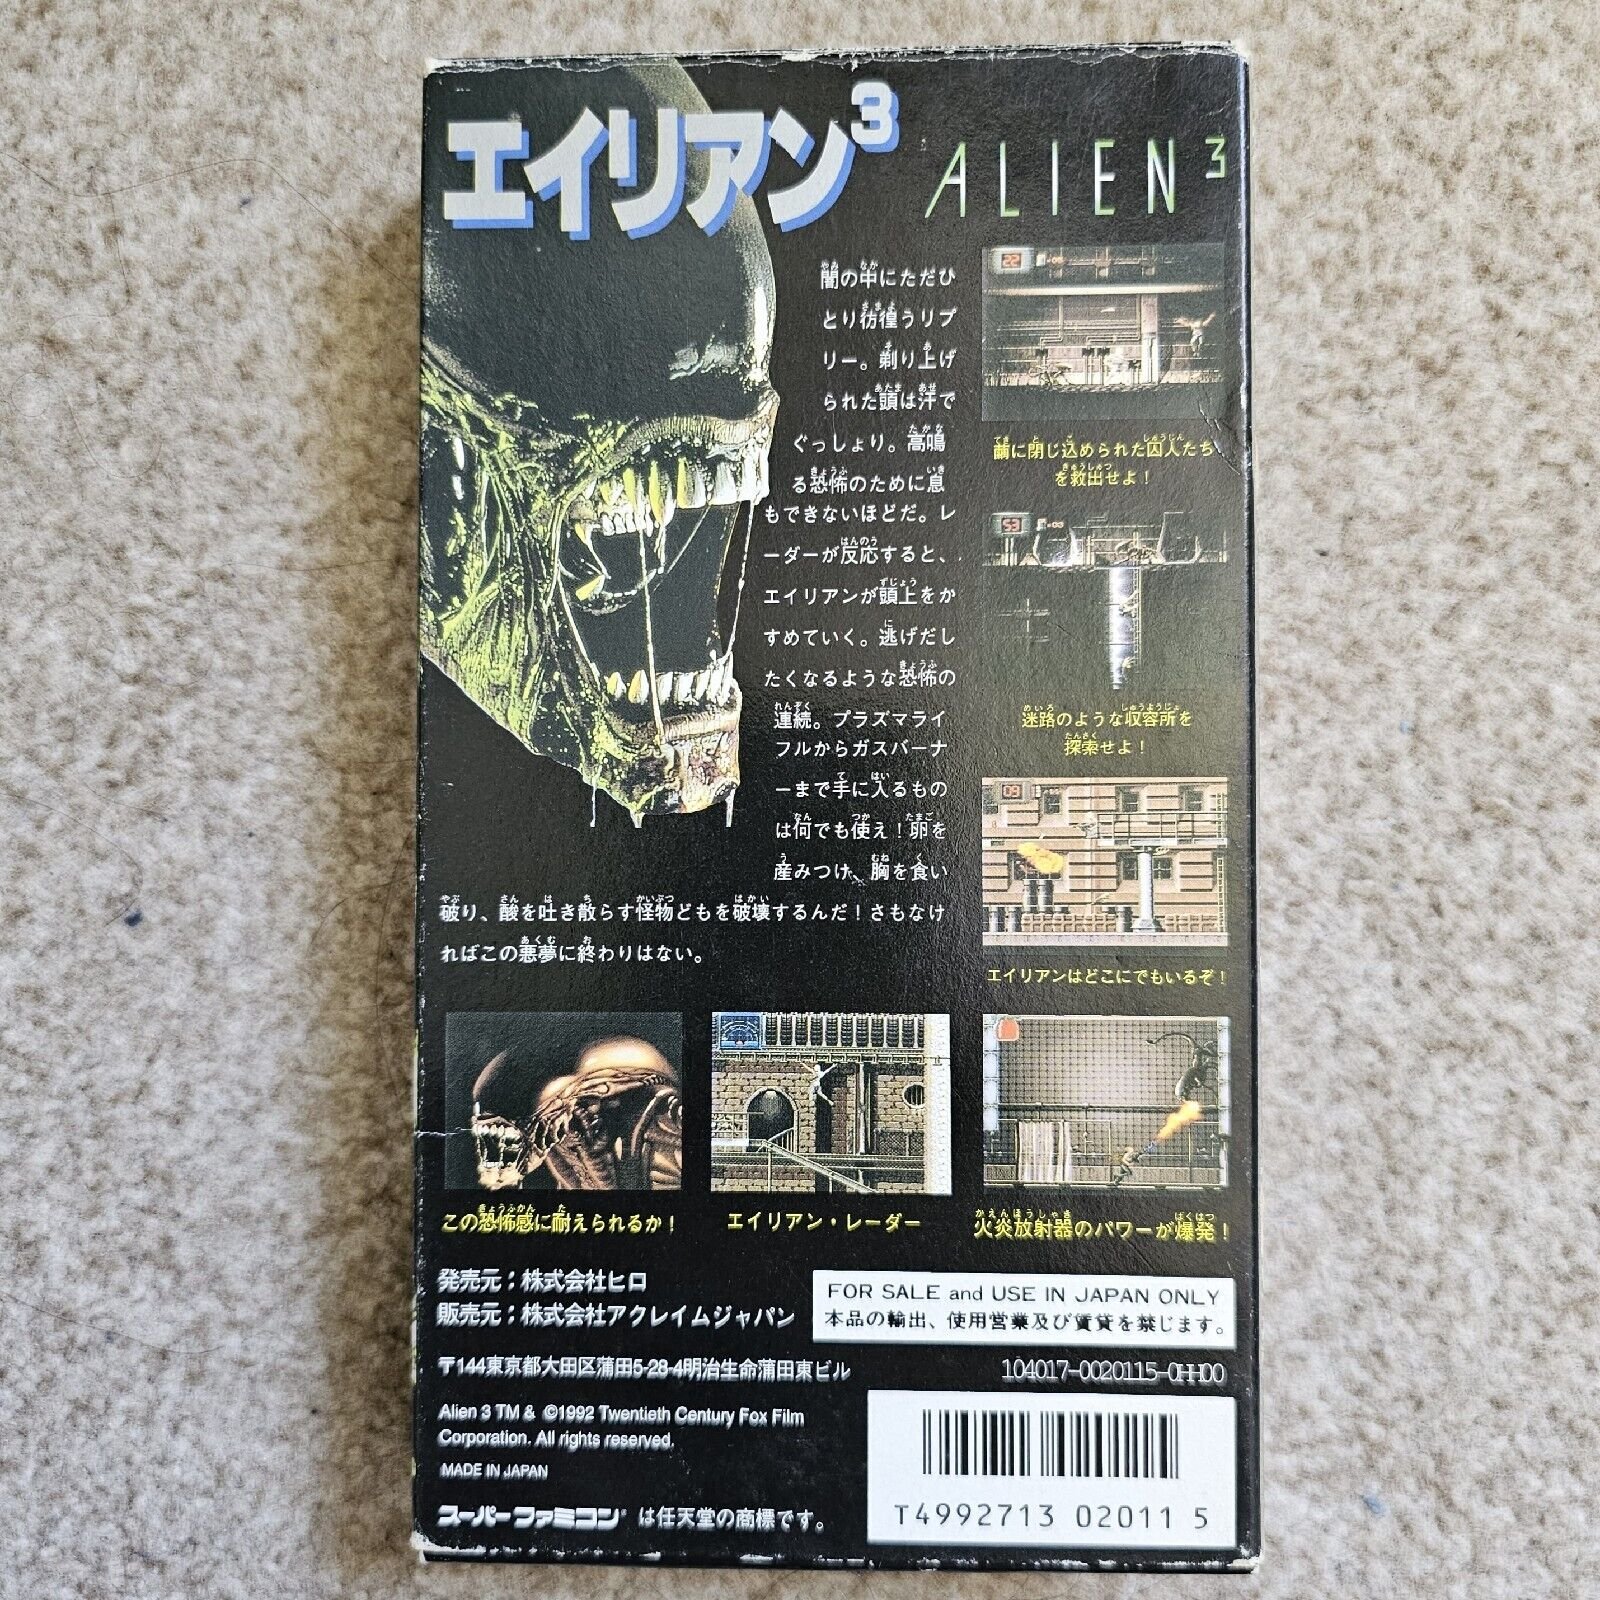 エイリアン3
ALIEN3
闇の中にただひ
とり彷徨うリプ
リー。剃り上げ
られた頭は汗で
ぐっしょり。高鳴
る恐怖のために息
もできないほどだ。レ
ーダーが反応すると、
エイリアンが頭上をか
すめていく。逃げだし
たくなるような恐怖の
連続。プラズマライ
フルからガスバーナ
ーまで手に入るもの
は何でも使え！卵を
産みつけ、胸を食い
破り、酸を吐き散らす怪物どもを破壊するんだ！さもなけ
ればこの悪夢に終わりはない。
繭に閉じ込められた囚人たち
を救出せよ！
迷路のような収容所を
探索せよ！
エイリアンはどこにでもいるぞ！
この恐怖感に耐えられるか！
エイリアン・レーダー
火炎放射器のパワーが爆発！
発売元：株式会社ヒロ
販売元：株式会社アクレイムジャパン
FOR SALE and USE IN JAPAN ONLY
本品の輸出、使用営業及び賃貸を禁じます。
〒144東京都大田区蒲田5-28-4明治生命蒲田東ビル
104017-0020115-0HH00
Alien 3 TM & ©1992 Twentieth Century Fox Film
Corporation. All rights reserved.
MADE IN JAPAN
スーパーファミコン® は任天堂の商標です。
T4992713 02011 5